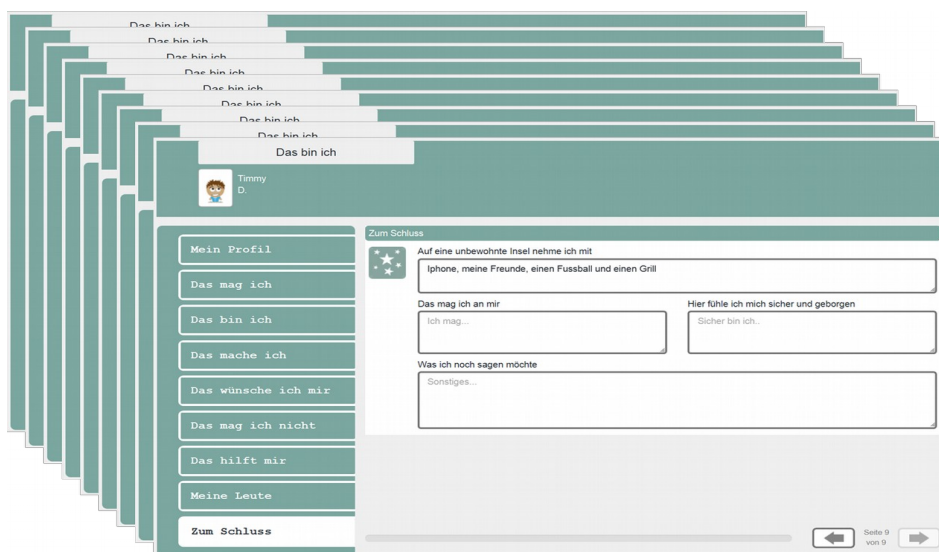 Das bin ich
Das bin ich
Das bin ich
Das bin ich
Das bin ich
Das bin ich
Das bin ich
Das bin ich
Das bin ich
Timmy
D.
Mein Profil
Das mag ich
Das bin ich
Das mache ich
Das wünsche ich mir
Das mag ich nicht
Das hilft mir
Meine Leute
Zum Schluss
Zum Schluss
Auf eine unbewohnte Insel nehme ich mit
Iphone, meine Freunde, einen Fussball und einen Grill
Das mag ich an mir
Ich mag...
Hier fühle ich mich sicher und geborgen
Sicher bin ich..
Was ich noch sagen möchte
Sonstiges...
Seite 9
von 9